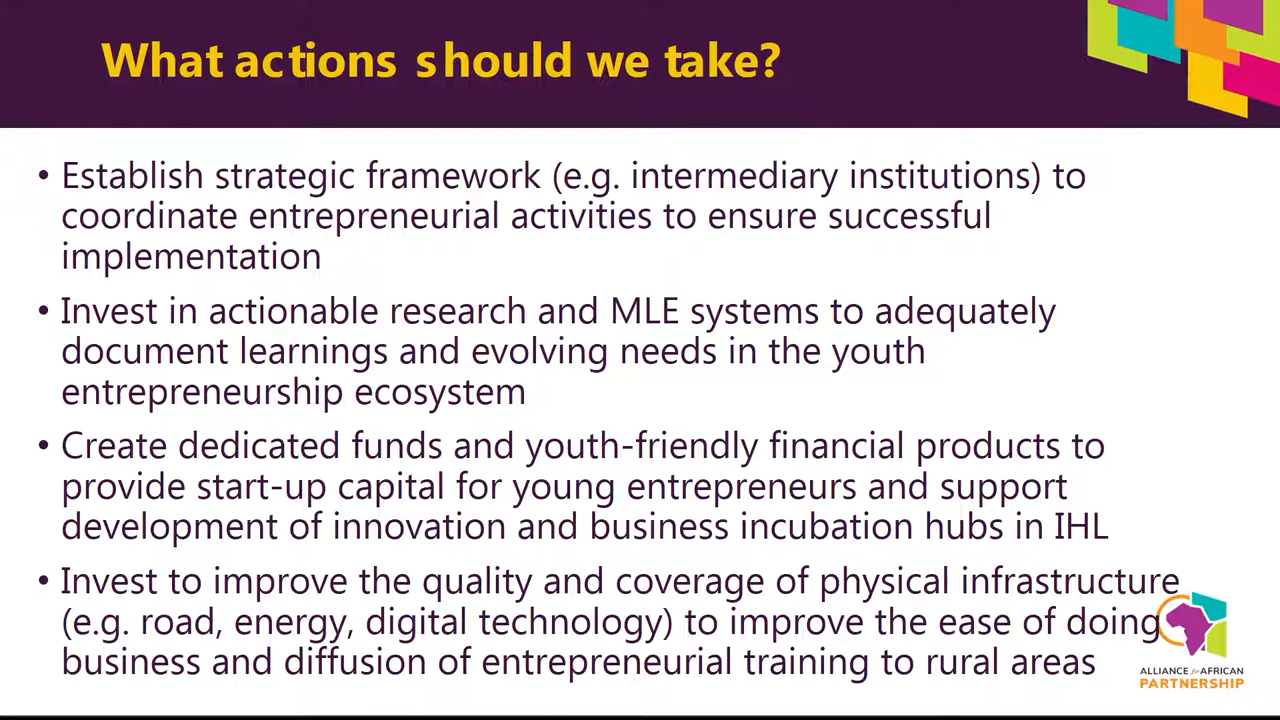 What actions should we take?
• Establish strategic framework (e.g. intermediary institutions) to
coordinate entrepreneurial activities to ensure successful
implementation
• Invest in actionable research and MLE systems to adequately
document learnings and evolving needs in the youth
entrepreneurship ecosystem
• Create dedicated funds and youth-friendly financial products to
provide start-up capital for young entrepreneurs and support
development of innovation and business incubation hubs in IHL
• Invest to improve the quality and coverage of physical infrastructure
(e.g. road, energy, digital technology) to improve the ease of doing
business and diffusion of entrepreneurial training to rural areas
ALLIANCE for AFRICAN
PARTNERSHIP